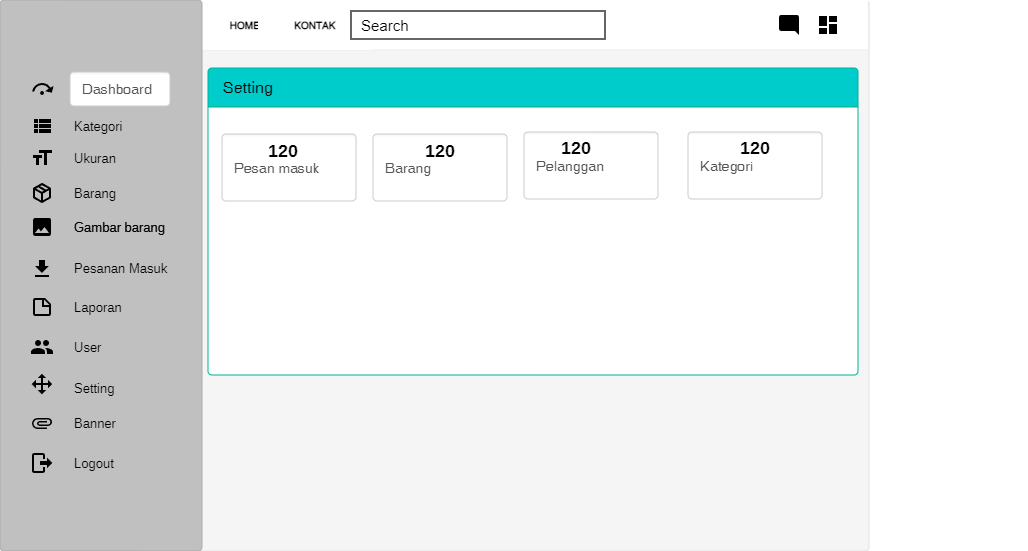 HOME KONTAK Search
Dashboard
Kategori
Ukuran
Barang
Gambar barang
Pesanan Masuk
Laporan
User
Setting
Banner
Logout
Setting
120
Pesan masuk
120
Barang
120
Pelanggan
120
Kategori